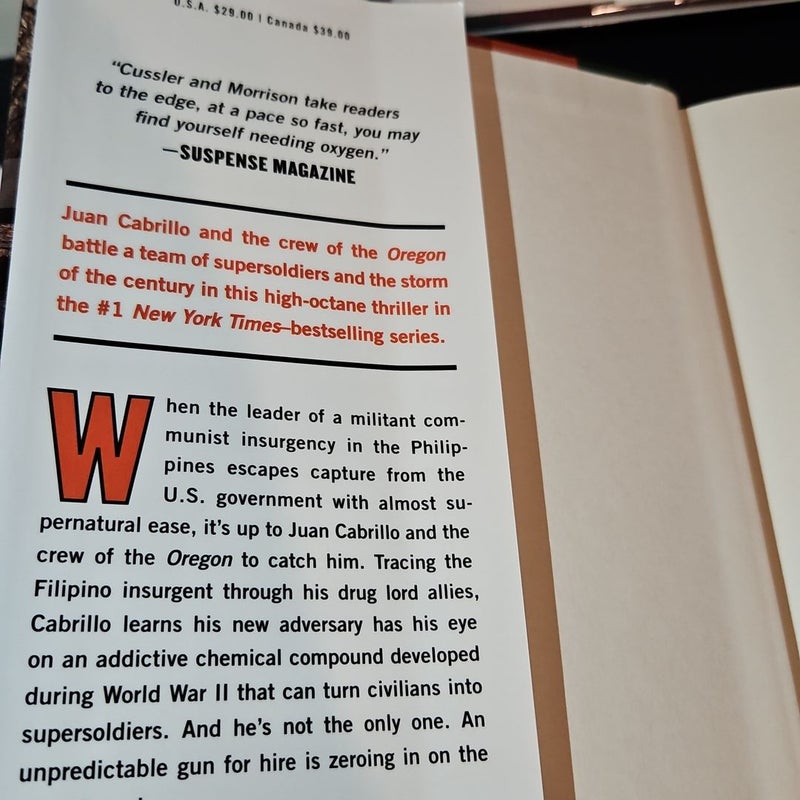 U.S.A. $29.00 | Canada $39.00
“Cussler and Morrison take readers
to the edge, at a pace so fast, you may
find yourself needing oxygen.”
—SUSPENSE MAGAZINE
Juan Cabrillo and the crew of the Oregon
battle a team of supersoldiers and the storm
of the century in this high-octane thriller in
the #1 New York Times–bestselling series.
When the leader of a militant com-
munist insurgency in the Philip-
pines escapes capture from the
U.S. government with almost su-
pernatural ease, it’s up to Juan Cabrillo and the
crew of the Oregon to catch him. Tracing the
Filipino insurgent through his drug lord allies,
Cabrillo learns his new adversary has his eye
on an addictive chemical compound developed
during World War II that can turn civilians into
supersoldiers. And he’s not the only one. An
unpredictable gun for hire is zeroing in on the